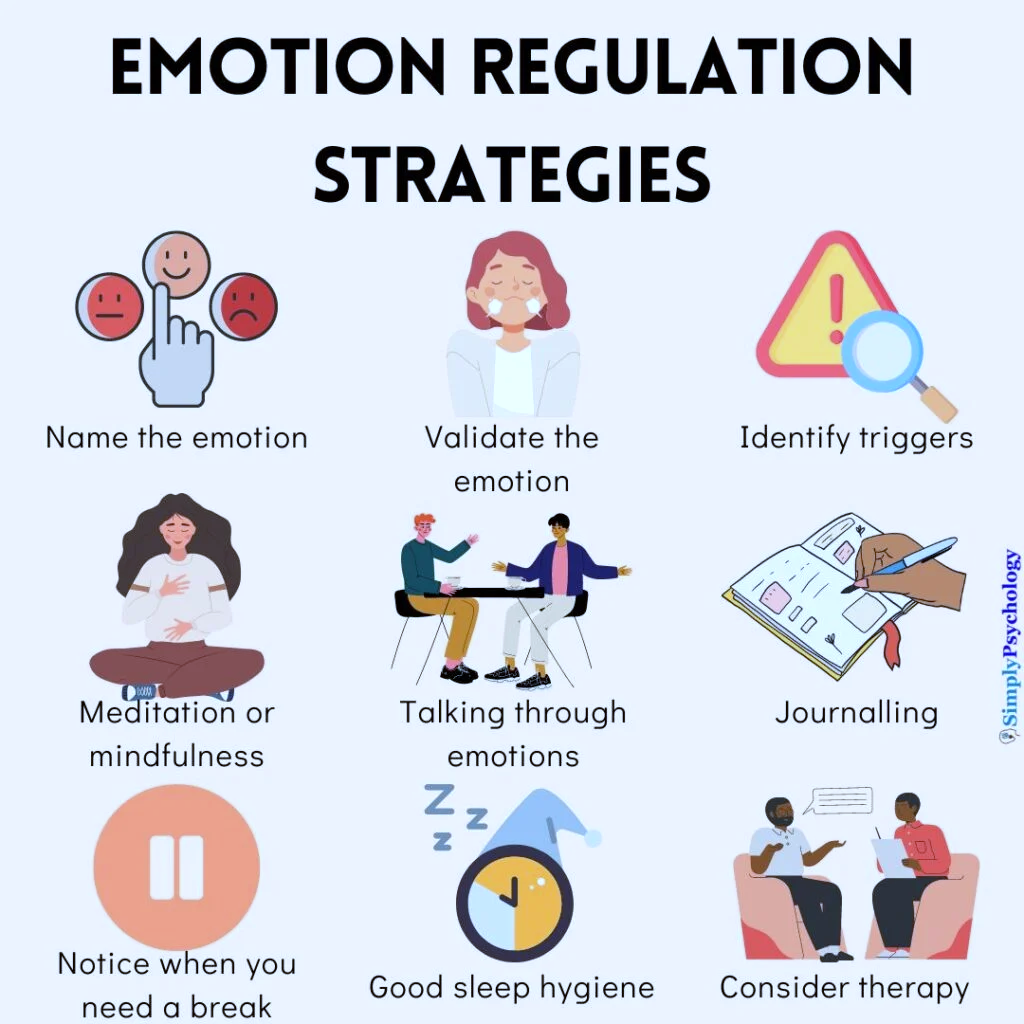 EMOTION REGULATION
STRATEGIES
Name the emotion
Validate the
emotion
Identify triggers
Meditation or
mindfulness
Talking through
emotions
Journalling
Z
Z
Z
Notice when you
need a break
Good sleep hygiene
Consider therapy
SimplyPsychology